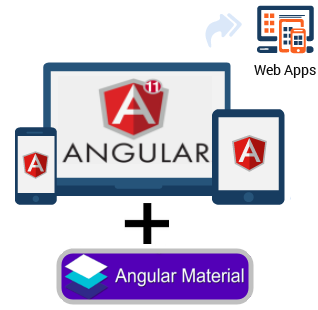 Web Apps
11
A
ANGULAR
A
A
+
Angular Material